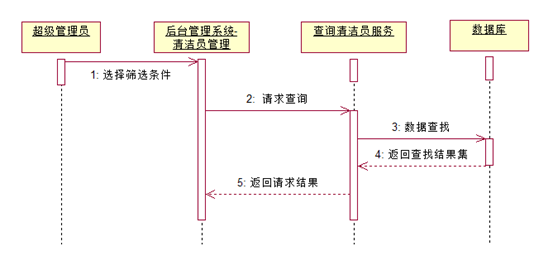 超级管理员
后台管理系统-
清洁员管理
查询清洁员服务
数据库
1: 选择筛选条件
2: 请求查询
3: 数据查找
4: 返回查找结果集
5: 返回请求结果